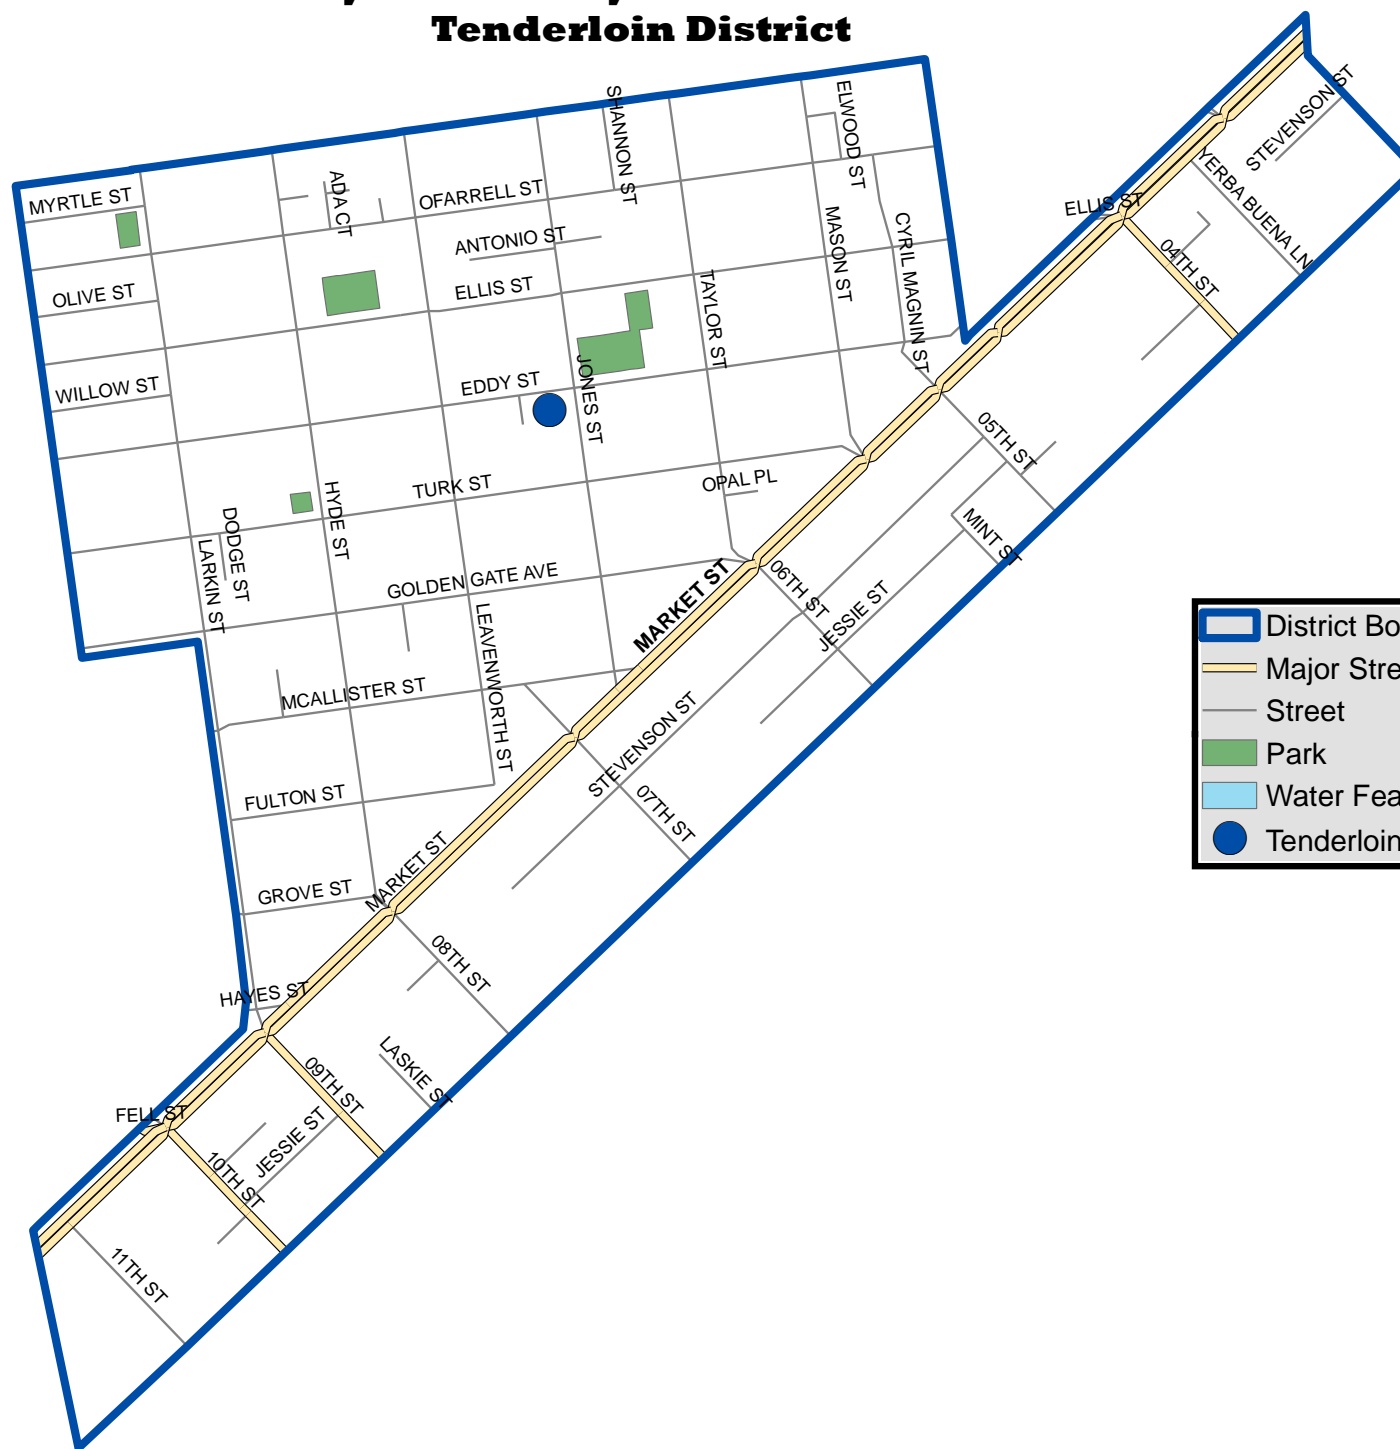 Tenderloin District
STEVENSON ST
SHANNON ST
ELWOOD ST
YERBA BUENA LN
MYRTLE ST
ADA CT
OFARRELL ST
ELLIS ST
MASON ST
CYRIL MAGNIN ST
ANTONIO ST
04TH ST
OLIVE ST
ELLIS ST
TAYLOR ST
WILLOW ST
EDDY ST
JONES ST
05TH ST
TURK ST
OPAL PL
HYDE ST
DODGE ST
LARKIN ST
MINT ST
GOLDEN GATE AVE
MARKET ST
06TH ST
JESSIE ST
LEAVENWORTH ST
District Bo
Major Stre
Street
Park
Water Fea
Tenderloin
MCALLISTER ST
STEVENSON ST
FULTON ST
07TH ST
MARKET ST
GROVE ST
08TH ST
HAYES ST
LASKIE ST
09TH ST
FELL ST
JESSIE ST
10TH ST
11TH ST